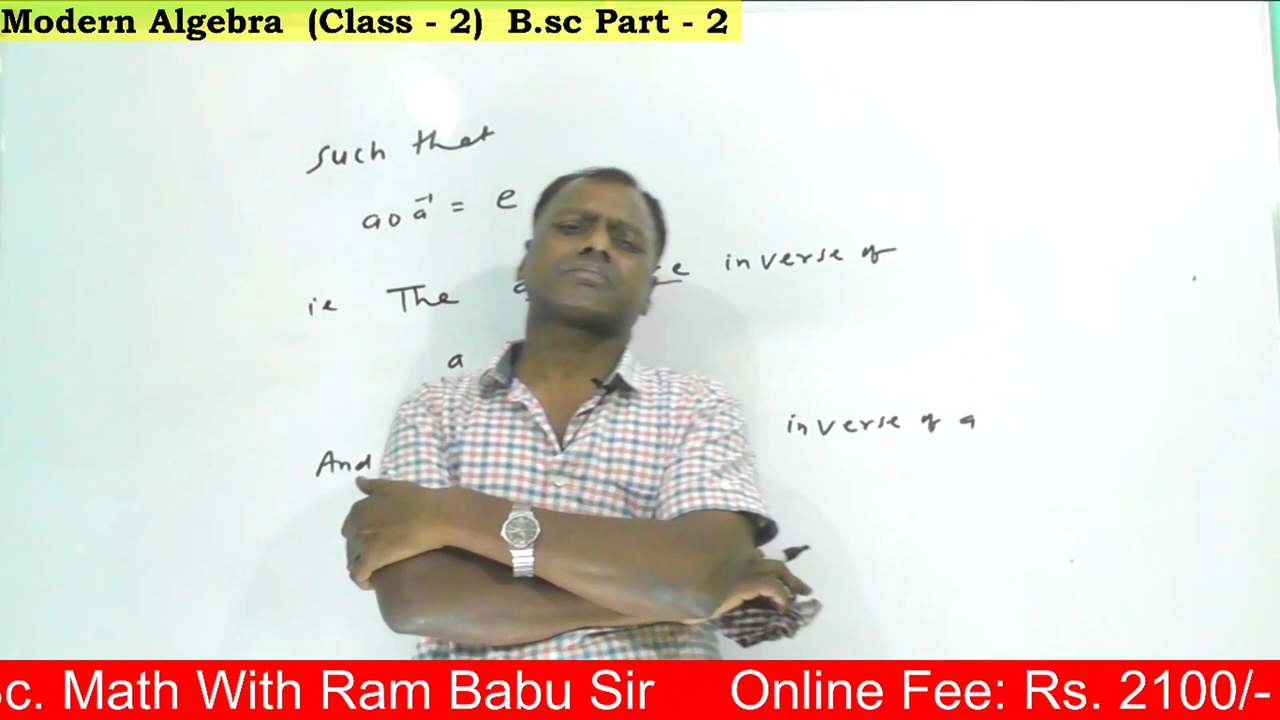 Modern Algebra (Class - 2) B.sc Part - 2
such that
a o a⁻¹ = e
ie The inverse of
a
inverse of a
And
c. Math With Ram Babu Sir Online Fee: Rs. 2100/-